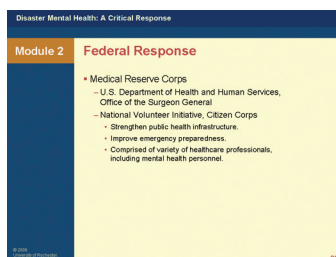 Disaster Mental Health: A Critical Response
Module 2
Federal Response
▪ Medical Reserve Corps
– U.S. Department of Health and Human Services,
Office of the Surgeon General
– National Volunteer Initiative, Citizen Corps
• Strengthen public health infrastructure.
• Improve emergency preparedness.
• Comprised of variety of healthcare professionals,
including mental health personnel.
University of Rochester